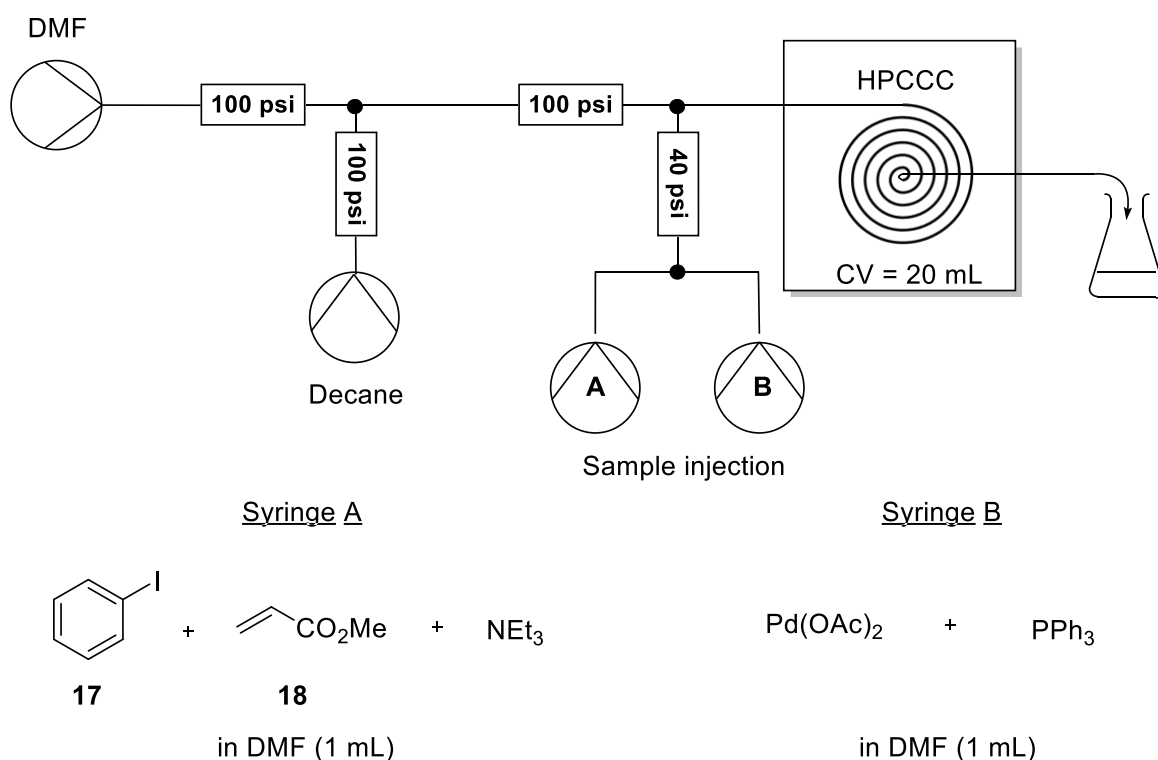 DMF
100 psi
100 psi
HPCCC
100 psi
40 psi
CV = 20 mL
Decane
A
B
Sample injection
Syringe A
Syringe B
I
+
CO2Me
+
NEt3
Pd(OAc)2
+
PPh3
17
18
in DMF (1 mL)
in DMF (1 mL)